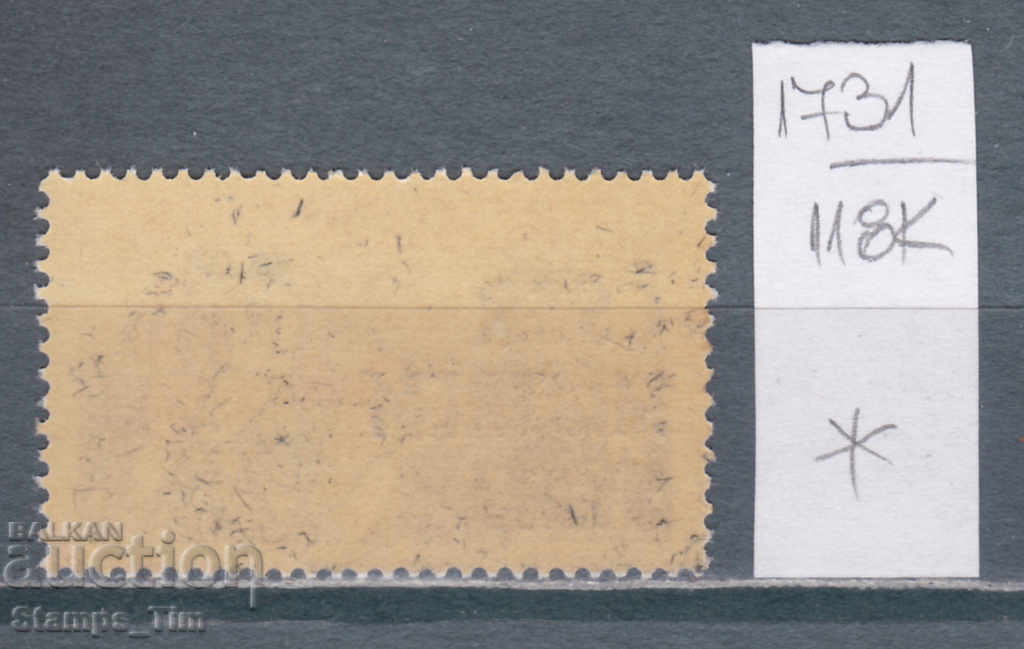 1731
118K
*
BALKAN
auction
Stamps_Tim